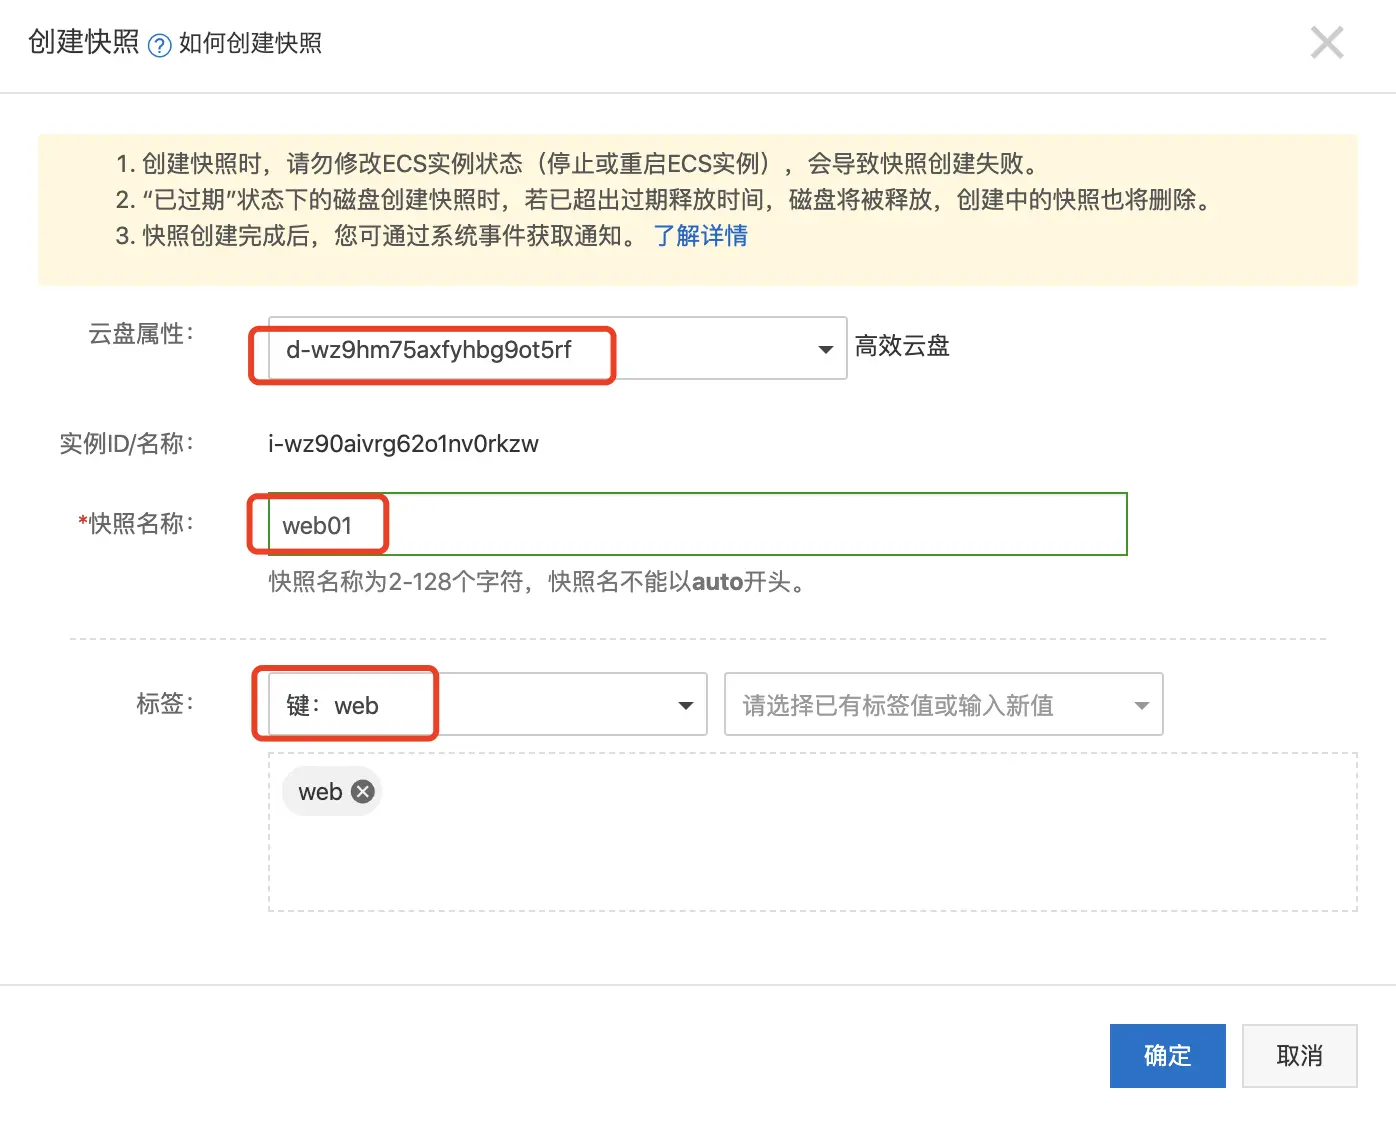 创建快照 ? 如何创建快照
1. 创建快照时，请勿修改ECS实例状态（停止或重启ECS实例），会导致快照创建失败。
2. “已过期”状态下的磁盘创建快照时，若已超出过期释放时间，磁盘将被释放，创建中的快照也将删除。
3. 快照创建完成后，您可通过系统事件获取通知。 了解详情
云盘属性： d-wz9hm75axfyhbg9ot5rf 高效云盘
实例ID/名称： i-wz90aivrg62o1nv0rkzw
*快照名称： web01
快照名称为2-128个字符，快照名不能以auto开头。
标签： 键：web 请选择已有标签值或输入新值
web
确定 取消